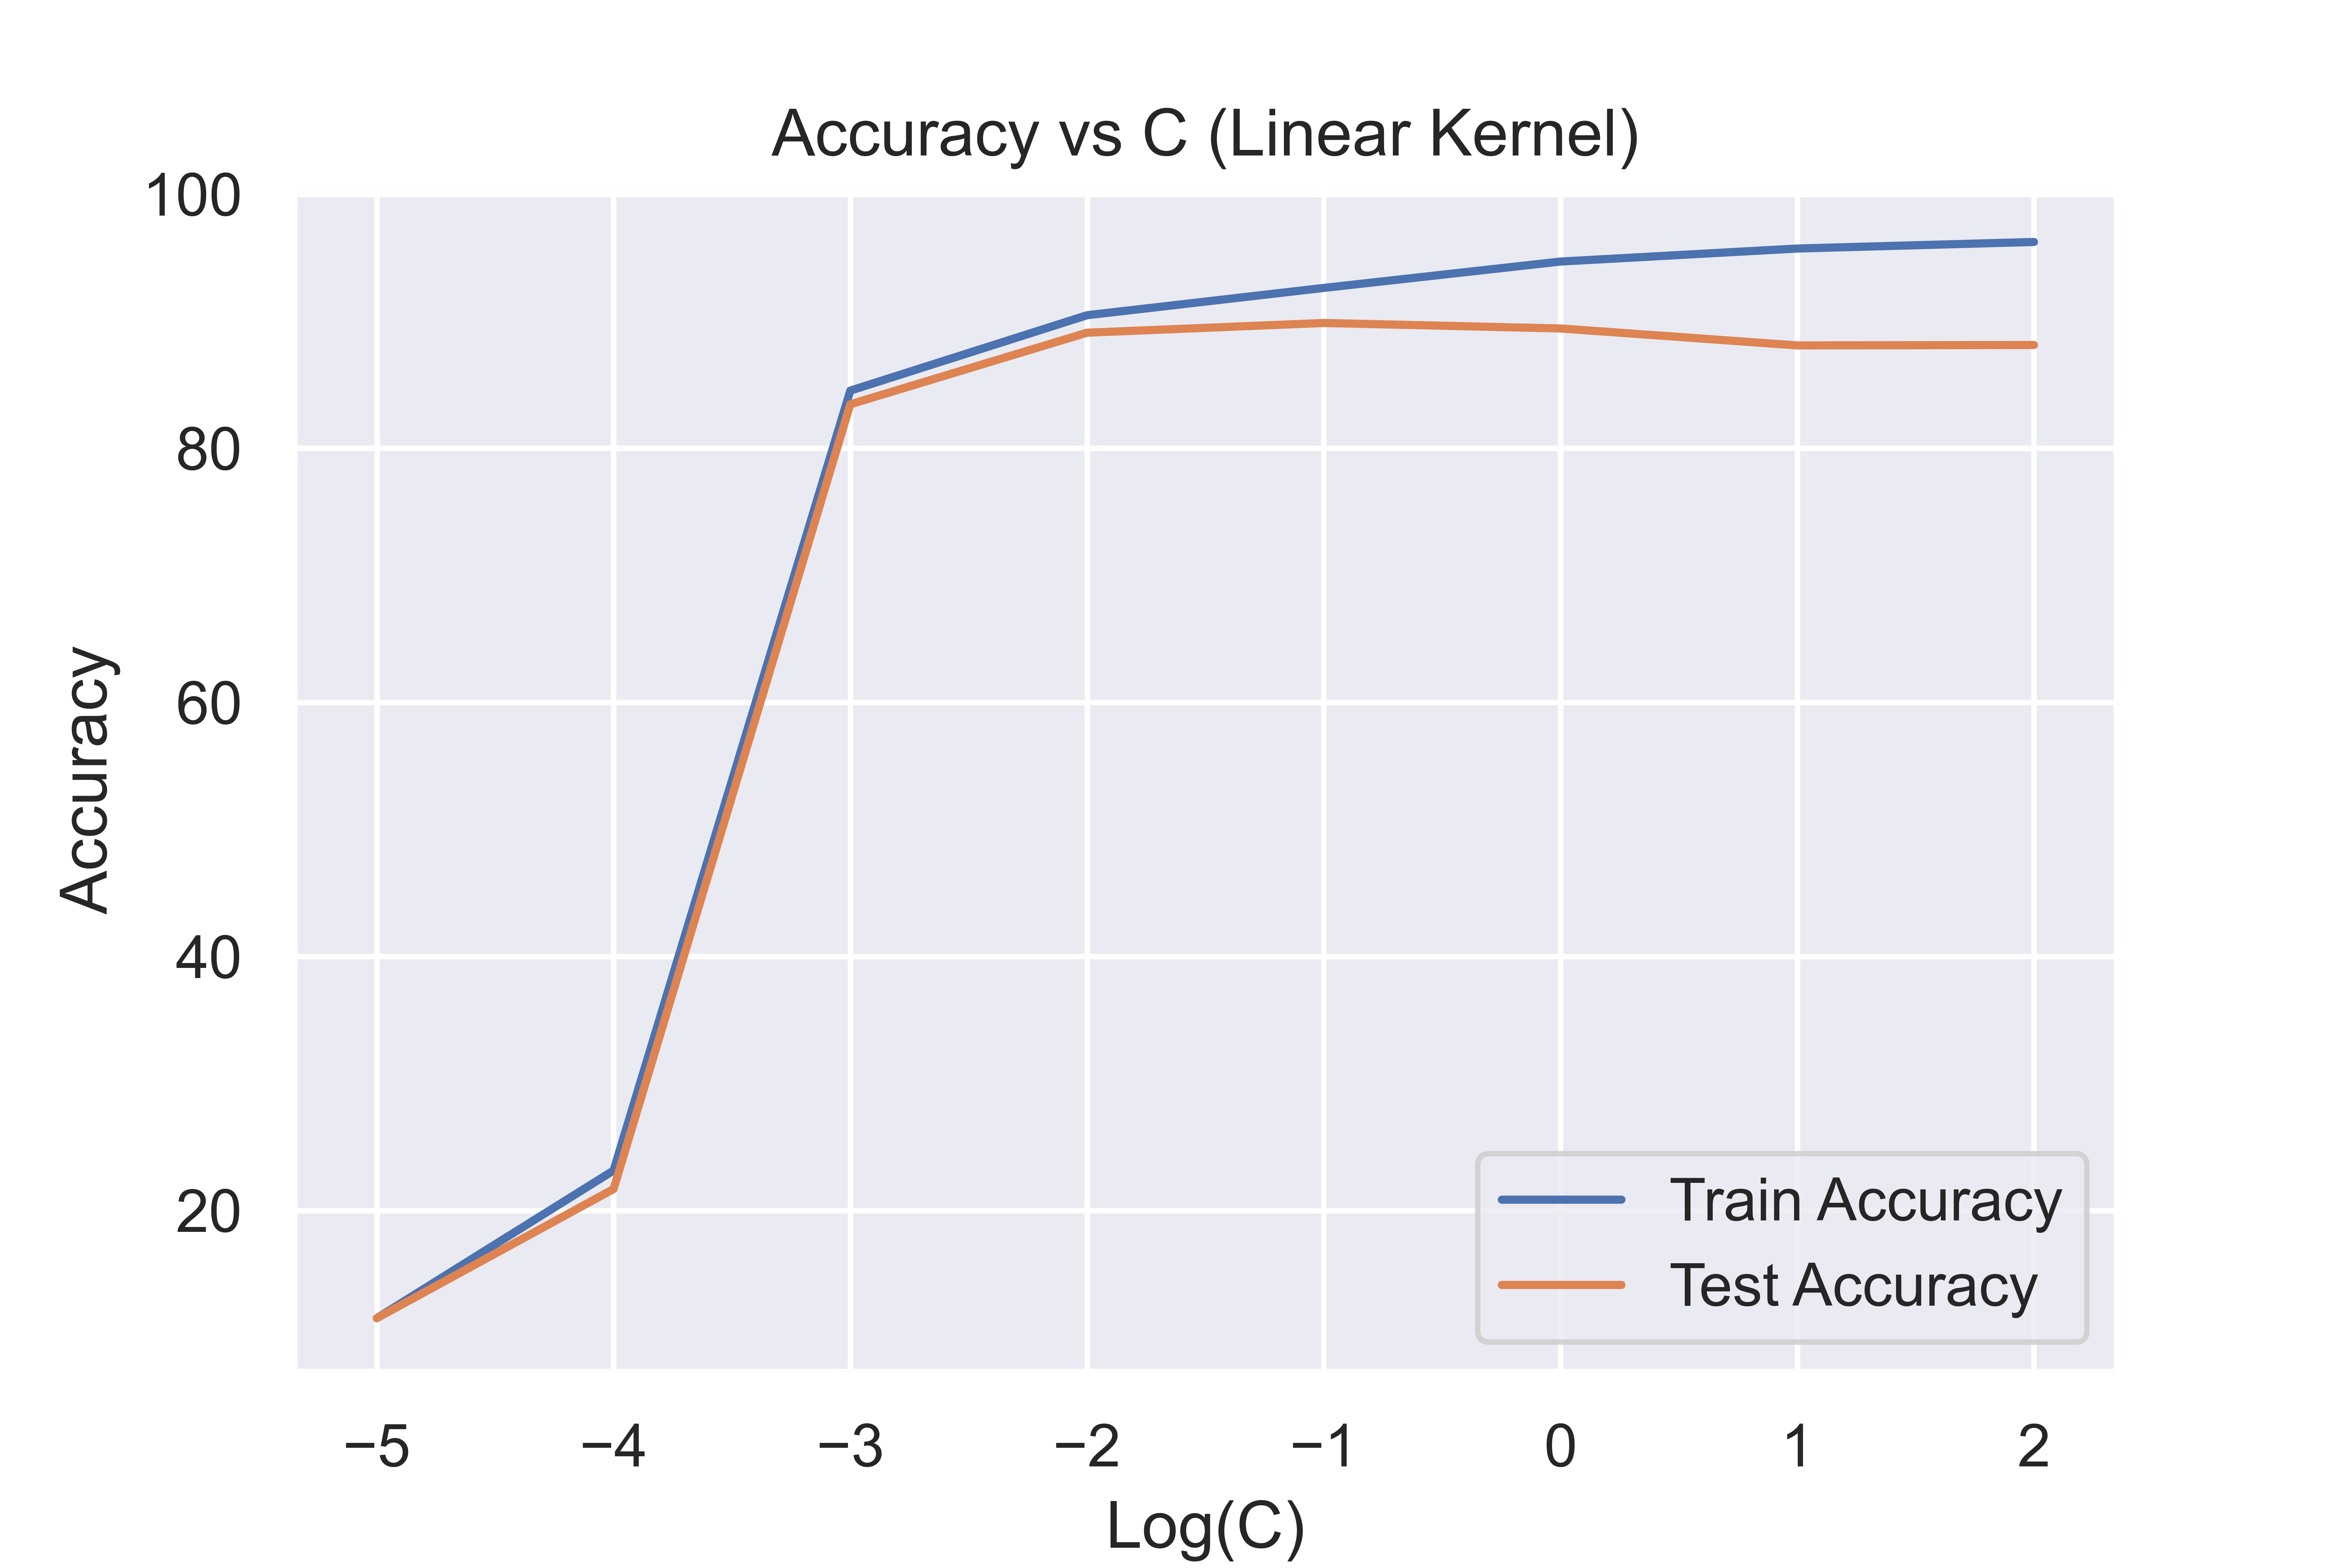 Accuracy vs C (Linear Kernel)
100
80
60
40
20
Accuracy
Train Accuracy
Test Accuracy
−5 −4 −3 −2 −1 0 1 2
Log(C)